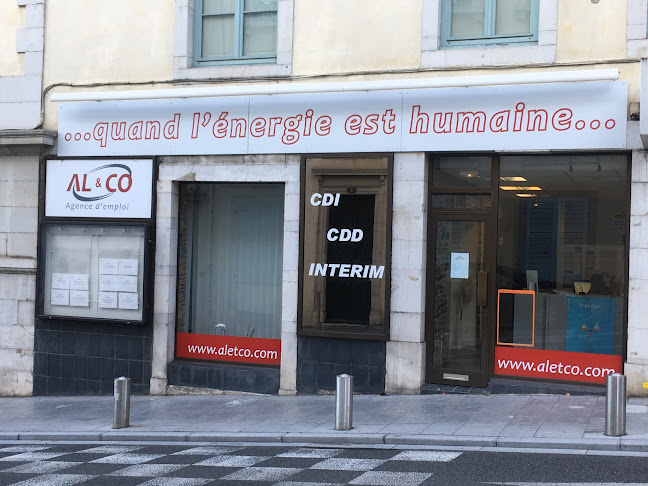 ...quand l'énergie est humaine...
AL & CO
Agence d'emploi
CDI
CDD
INTERIM
www.aletco.com
www.aletco.com